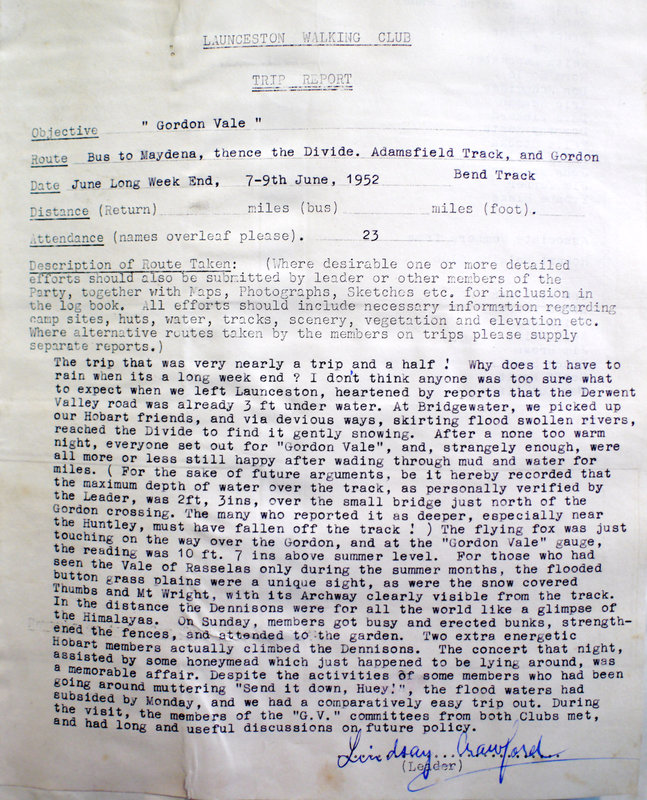 LAUNCESTON WALKING CLUB
TRIP REPORT
Objective " Gordon Vale "
Route Bus to Maydena, thence the Divide. Adamsfield Track, and Gordon
Bend Track
Date June Long Week End, 7-9th June, 1952
Distance (Return) miles (bus) miles (foot).
Attendance (names overleaf please). 23
Description of Route Taken: (Where desirable one or more detailed
efforts should also be submitted by leader or other members of the
Party, together with Maps, Photographs, Sketches etc. for inclusion in
the log book. All efforts should include necessary information regarding
camp sites, huts, water, tracks, scenery, vegetation and elevation etc.
Where alternative routes taken by the members on trips please supply
separate reports.)
The trip that was very nearly a trip and a half ! Why does it have to
rain when its a long week end ? I don't think anyone was too sure what
to expect when we left Launceston, heartened by reports that the Derwent
Valley road was already 3 ft under water. At Bridgewater, we picked up
our Hobart friends, and via devious ways, skirting flood swollen rivers,
reached the Divide to find it gently snowing. After a none too warm
night, everyone set out for "Gordon Vale", and, strangely enough, were
all more or less still happy after wading through mud and water for
miles. ( For the sake of future arguments, be it hereby recorded that
the maximum depth of water over the track, as personally verified by
the Leader, was 2ft, 3ins, over the small bridge just north of the
Gordon crossing. The many who reported it as deeper, especially near
the Huntley, must have fallen off the track ! ) The flying fox was just
touching on the way over the Gordon, and at the "Gordon Vale" gauge,
the reading was 10 ft. 7 ins above summer level. For those who had
seen the Vale of Rasselas only during the summer months, the flooded
button grass plains were a unique sight, as were the snow covered
Thumbs and Mt Wright, with its Archway clearly visible from the track.
In the distance the Dennisons were for all the world like a glimpse of
the Himalayas. On Sunday, members got busy and erected bunks, strength-
ened the fences, and attended to the garden. Two extra energetic
Hobart members actually climbed the Dennisons. The concert that night,
assisted by some honeymead which just happened to be lying around, was
a memorable affair. Despite the activities of some members who had been
going around muttering "Send it down, Huey!", the flood waters had
subsided by Monday, and we had a comparatively easy trip out. During
the visit, the members of the "G.V." committees from both Clubs met,
and had long and useful discussions on future policy.
Lindsay Crawford
(Leader)